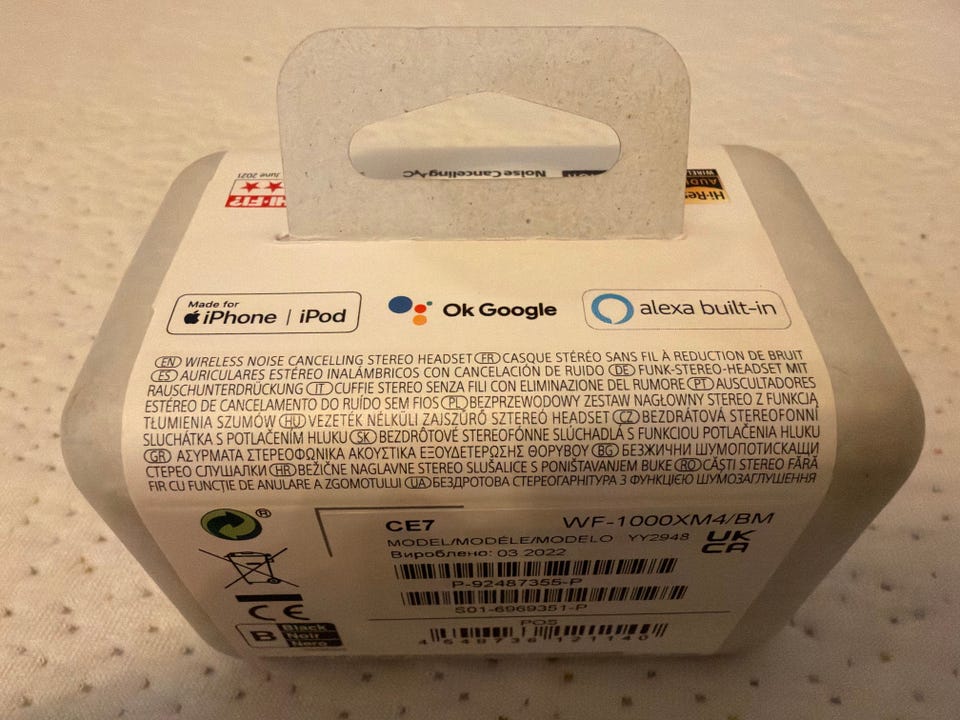 Noise Cancelling
June 2021
HI-FI?
Hi-Res
AUDIO
Made for
iPhone | iPod
Ok Google
alexa built-in
EN WIRELESS NOISE CANCELLING STEREO HEADSET FR CASQUE STÉRÉO SANS FIL À REDUCTION DE BRUIT
ES AURICULARES ESTÉREO INALÁMBRICOS CON CANCELACIÓN DE RUIDO DE FUNK-STEREO-HEADSET MIT
RAUSCHUNTERDRÜCKUNG IT CUFFIE STEREO SENZA FILI CON ELIMINAZIONE DEL RUMORE PT AUSCULTADORES
ESTÉREO DE CANCELAMENTO DO RUÍDO SEM FIOS PL BEZPRZEWODOWY ZESTAW NAGŁOWNY STEREO Z FUNKCJĄ
TŁUMIENIA SZUMÓW HU VEZETÉK NÉLKÜLI ZAJSZŰRŐ SZTEREÓ HEADSET CZ BEZDRÁTOVÁ STEREOFONNÍ
SLUCHÁTKA S POTLAČENÍM HLUKU SK BEZDRÔTOVÉ STEREOFÓNNE SLÚCHADLÁ S FUNKCIOU POTLAČENIA HLUKU
GR ΑΣΥΡΜΑΤΑ ΣΤΕΡΕΟΦΩΝΙΚΑ ΑΚΟΥΣΤΙΚΑ ΕΞΟΥΔΕΤΕΡΩΣΗΣ ΘΟΡΥΒΟΥ BG БЕЗЖИЧНИ ШУМОПОТИСКАЩИ
СТЕРЕО СЛУШАЛКИ HR BEŽIČNE NAGLAVNE STEREO SLUŠALICE S PONIŠTAVANJEM BUKE RO CĂȘTI STEREO FĂRĂ
FIR CU FUNCȚIE DE ANULARE A ZGOMOTULUI UA БЕЗДРОТОВА СТЕРЕОГАРНІТУРА З ФУНКЦІЄЮ ШУМОЗАГЛУШЕННЯ
CE7 WF-1000XM4/BM
MODEL/MODÈLE/MODELO YY2948
UK
CA
Вироблено: 03.2022
P-92487355-P
S01-6969351-P
POS
4 548736 121140
CE
B Black
Noir
Nero